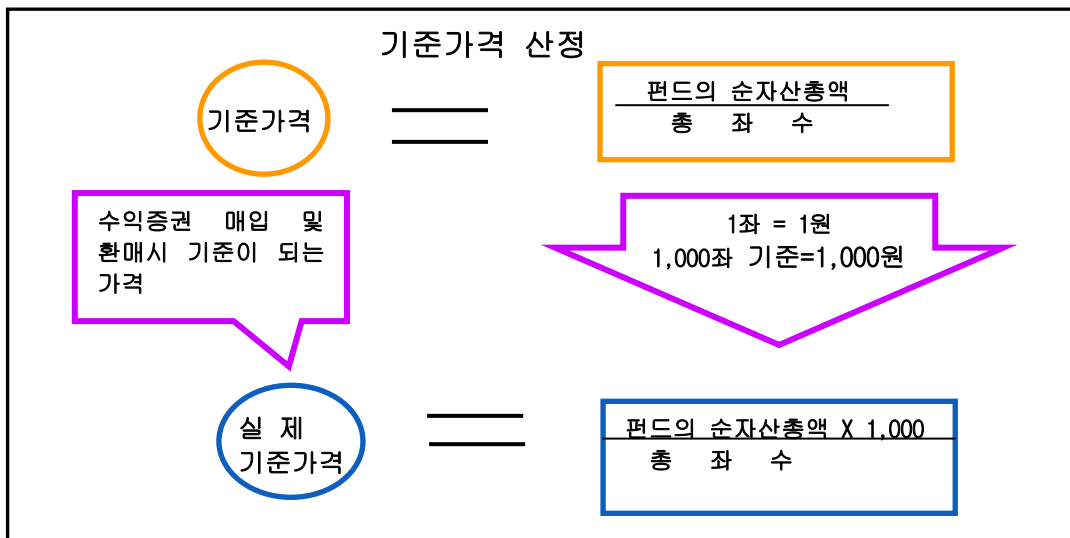 기준가격 산정
기준가격
펀드의 순자산총액
총 좌 수
수익증권 매입 및
환매시 기준이 되는
가격
1좌 = 1원
1,000좌 기준=1,000원
실 제
기준가격
펀드의 순자산총액 X 1,000
총 좌 수